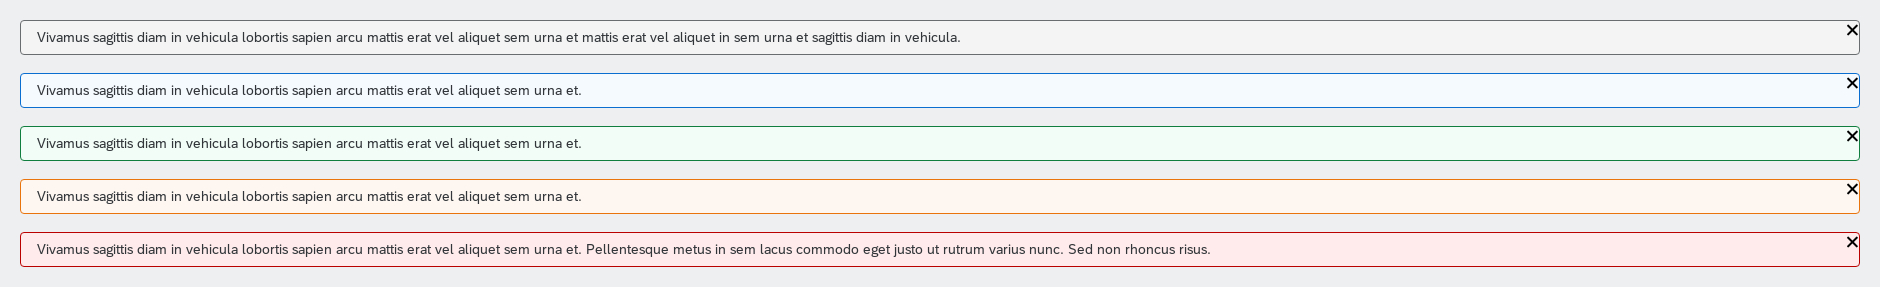 Vivamus sagittis diam in vehicula lobortis sapien arcu mattis erat vel aliquet sem urna et mattis erat vel aliquet in sem urna et sagittis diam in vehicula.
Vivamus sagittis diam in vehicula lobortis sapien arcu mattis erat vel aliquet sem urna et.
Vivamus sagittis diam in vehicula lobortis sapien arcu mattis erat vel aliquet sem urna et.
Vivamus sagittis diam in vehicula lobortis sapien arcu mattis erat vel aliquet sem urna et.
Vivamus sagittis diam in vehicula lobortis sapien arcu mattis erat vel aliquet sem urna et. Pellentesque metus in sem lacus commodo eget justo ut rutrum varius nunc. Sed non rhoncus risus.